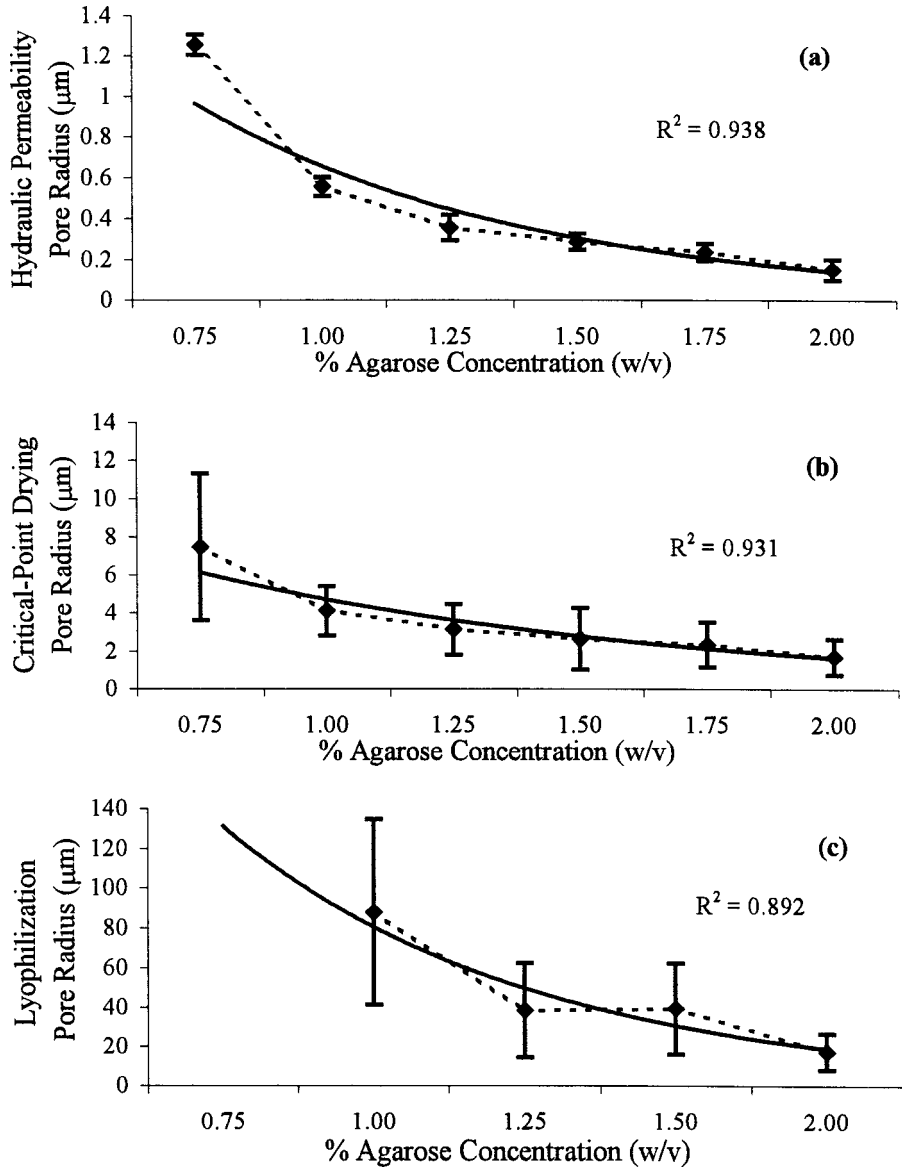 (a)
Hydraulic Permeability
Pore Radius (μm)
1.4
1.2
1
0.8
0.6
0.4
0.2
0
R² = 0.938
0.75 1.00 1.25 1.50 1.75 2.00
% Agarose Concentration (w/v)
(b)
Critical-Point Drying
Pore Radius (μm)
14
12
10
8
6
4
2
0
R² = 0.931
0.75 1.00 1.25 1.50 1.75 2.00
% Agarose Concentration (w/v)
(c)
Lyophilization
Pore Radius (μm)
140
120
100
80
60
40
20
0
R² = 0.892
0.75 1.00 1.25 1.50 2.00
% Agarose Concentration (w/v)